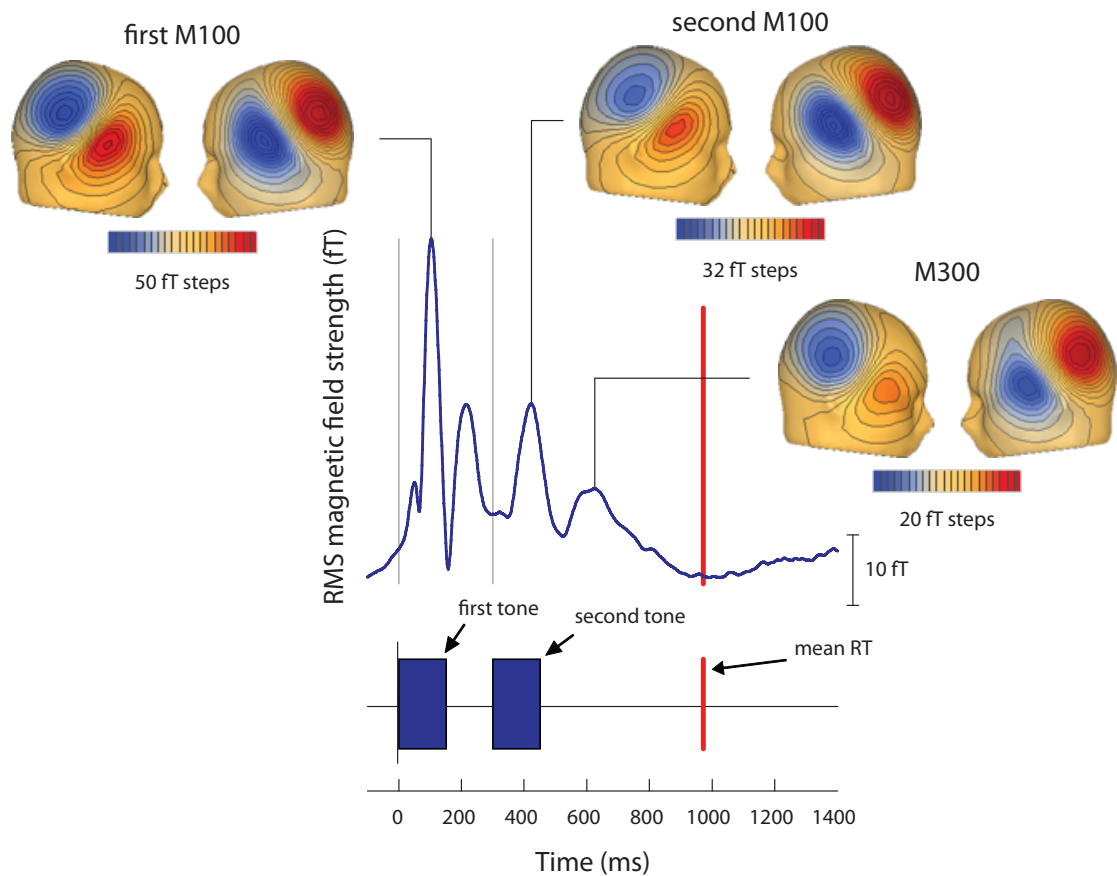 first M100
second M100
50 fT steps
32 fT steps
M300
20 fT steps
RMS magnetic field strength (fT)
10 fT
first tone
second tone
mean RT
0 200 400 600 800 1000 1200 1400
Time (ms)